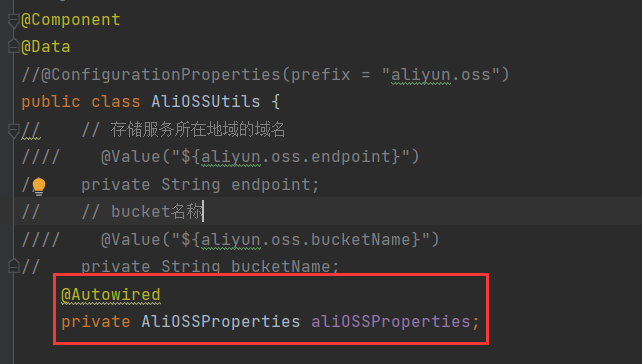 @Component
@Data
//@ConfigurationProperties(prefix = "aliyun.oss")
public class AliOSSUtils {
//    // 存储服务所在地域的域名
////      @Value("${aliyun.oss.endpoint}")
//    private String endpoint;
//    // bucket名称
////      @Value("${aliyun.oss.bucketName}")
//    private String bucketName;
@Autowired
private AliOSSProperties aliOSSProperties;